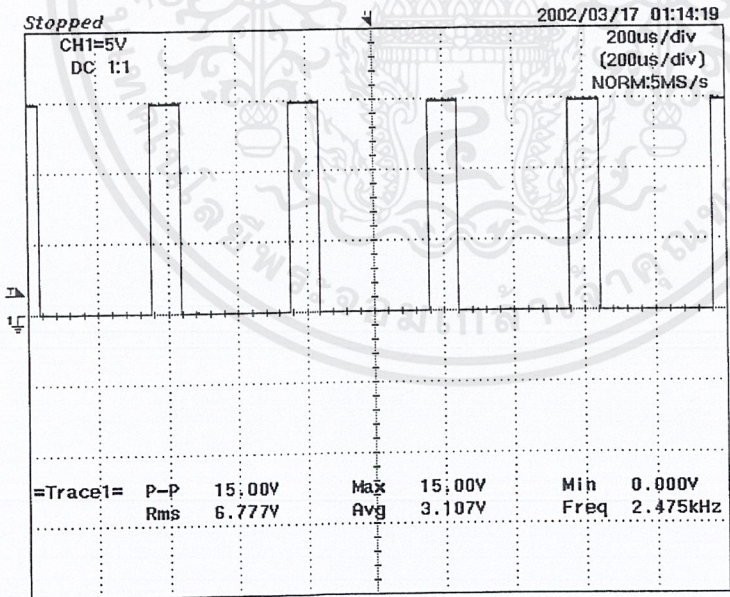 Stopped 2002/03/17 01:14:19
CH1=5V 200us/div
DC 1:1 (200us/div)
NORM:5MS/s
=Trace1= P-P 15.00V Max 15.00V Min 0.000V
Rms 6.777V Avg 3.107V Freq 2.475kHz